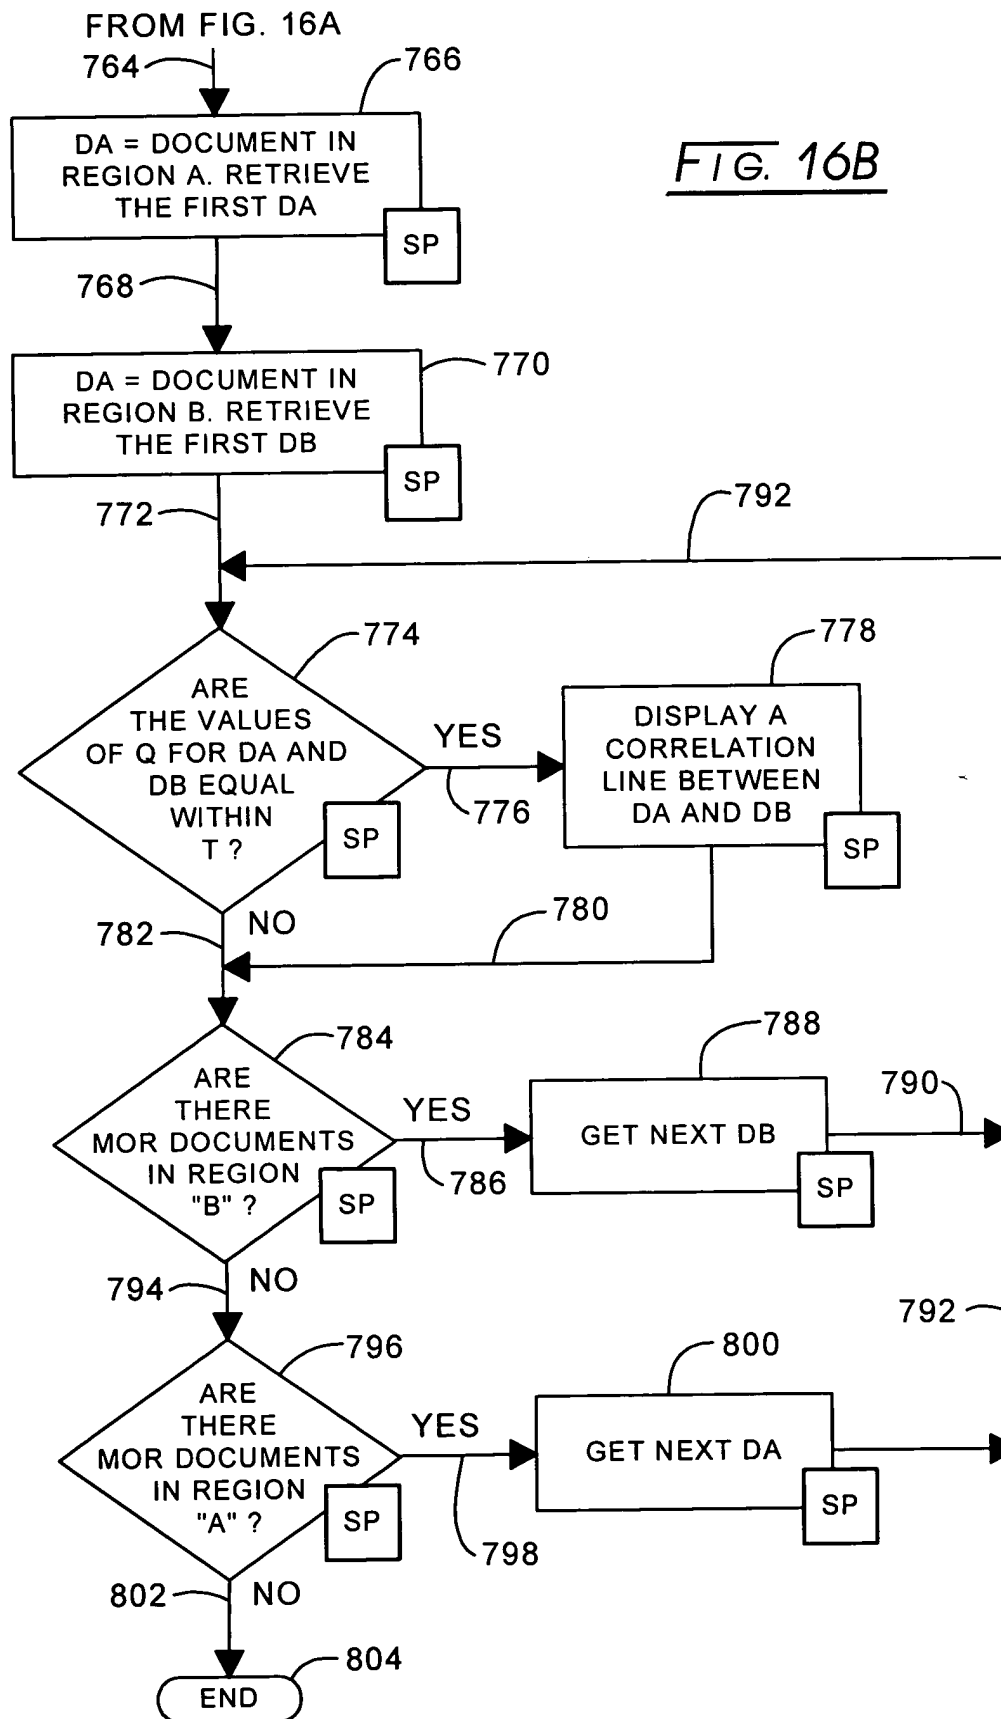 FROM FIG. 16A
764
766
DA = DOCUMENT IN
REGION A. RETRIEVE
THE FIRST DA
SP
FIG. 16B
768
770
DA = DOCUMENT IN
REGION B. RETRIEVE
THE FIRST DB
SP
772
792
774
ARE
THE VALUES
OF Q FOR DA AND
DB EQUAL
WITHIN
T ?
SP
YES
776
778
DISPLAY A
CORRELATION
LINE BETWEEN
DA AND DB
SP
780
782
NO
784
ARE
THERE
MOR DOCUMENTS
IN REGION
"B" ?
SP
YES
786
788
GET NEXT DB
SP
790
794
NO
792
796
ARE
THERE
MOR DOCUMENTS
IN REGION
"A" ?
SP
YES
798
800
GET NEXT DA
SP
802
NO
804
END